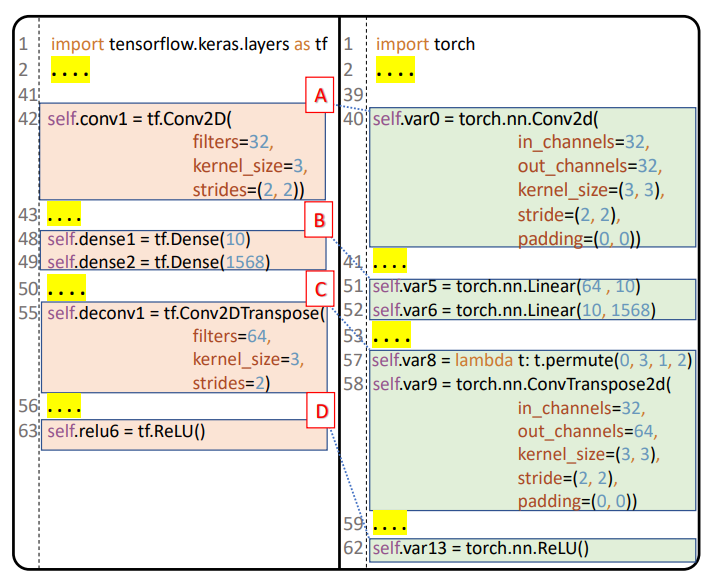 1 import tensorflow.keras.layers as tf
2 ....
41
42 self.conv1 = tf.Conv2D(
filters=32,
kernel_size=3,
strides=(2, 2))
43 ....
48 self.dense1 = tf.Dense(10)
49 self.dense2 = tf.Dense(1568)
50 ....
55 self.deconv1 = tf.Conv2DTranspose(
filters=64,
kernel_size=3,
strides=2)
56 ....
63 self.relu6 = tf.ReLU()
A
B
C
D
1 import torch
2 ....
39
40 self.var0 = torch.nn.Conv2d(
in_channels=32,
out_channels=32,
kernel_size=(3, 3),
stride=(2, 2),
padding=(0, 0))
41 ....
51 self.var5 = torch.nn.Linear(64 , 10)
52 self.var6 = torch.nn.Linear(10, 1568)
53 ....
57 self.var8 = lambda t: t.permute(0, 3, 1, 2)
58 self.var9 = torch.nn.ConvTranspose2d(
in_channels=32,
out_channels=64,
kernel_size=(3, 3),
stride=(2, 2),
padding=(0, 0))
59 ....
62 self.var13 = torch.nn.ReLU()